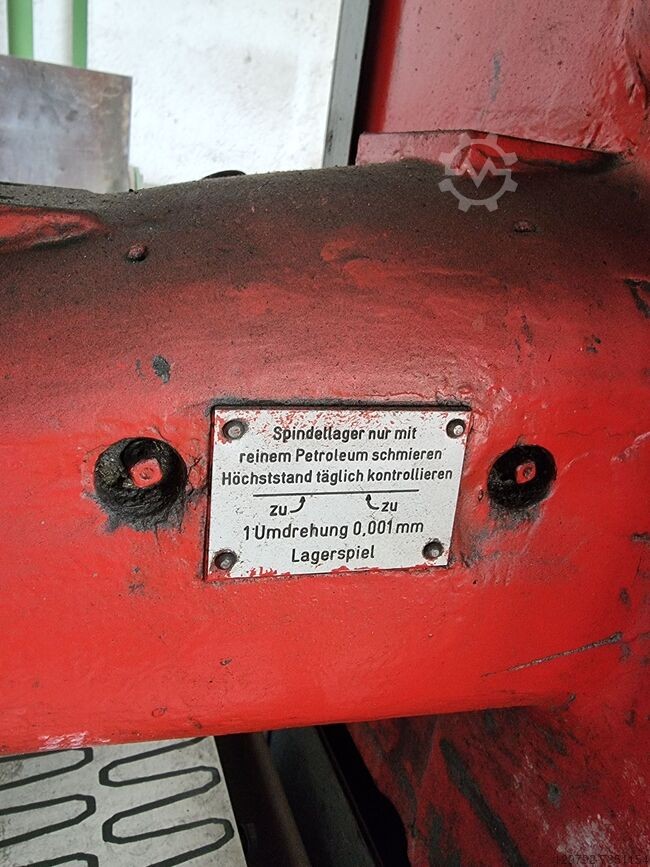 Spindellager nur mit
reinem Petroleum schmieren
Höchststand täglich kontrollieren
zu zu
1 Umdrehung 0,001 mm
Lagerspiel